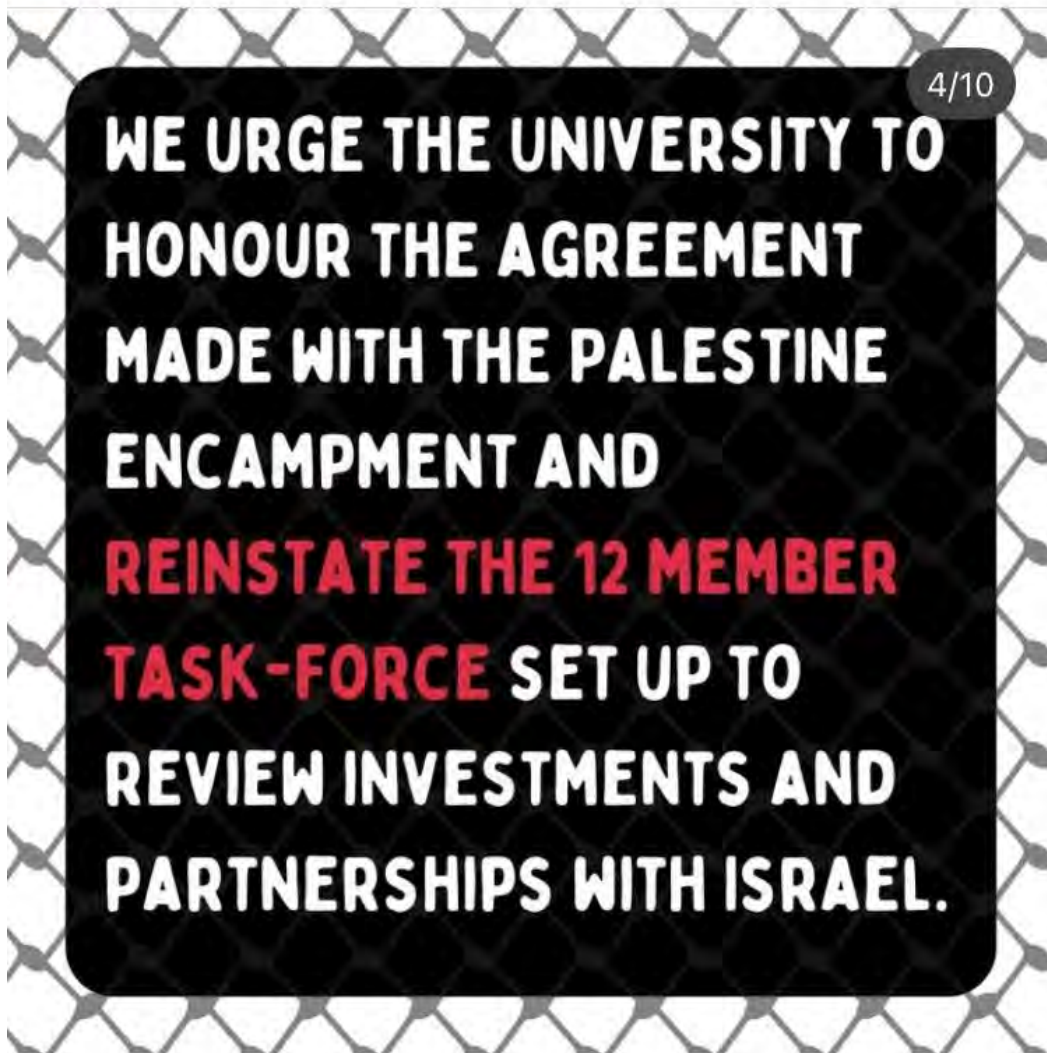 4/10
WE URGE THE UNIVERSITY TO
HONOUR THE AGREEMENT
MADE WITH THE PALESTINE
ENCAMPMENT AND
REINSTATE THE 12 MEMBER
TASK-FORCE SET UP TO
REVIEW INVESTMENTS AND
PARTNERSHIPS WITH ISRAEL.